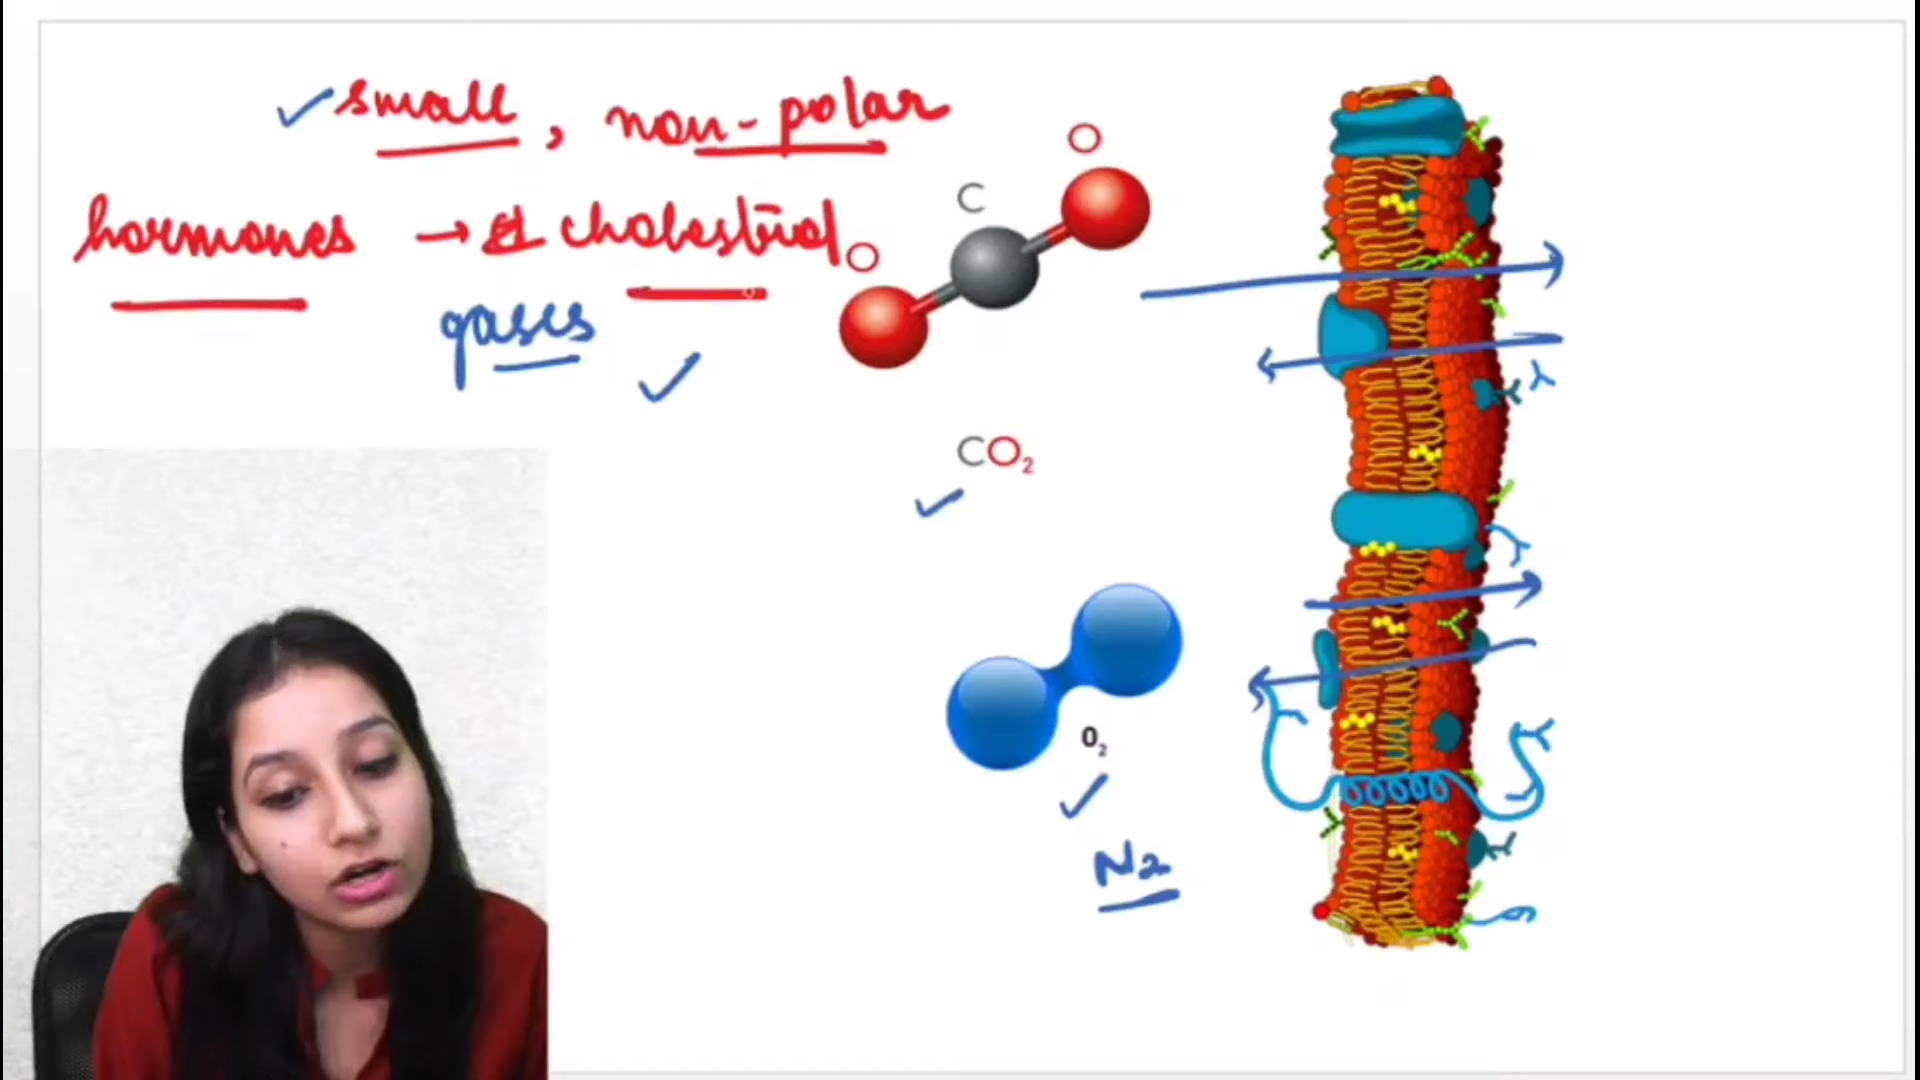 small, non-polar
hormones → cholestrol
gases
O
C
O
CO₂
O₂
N₂